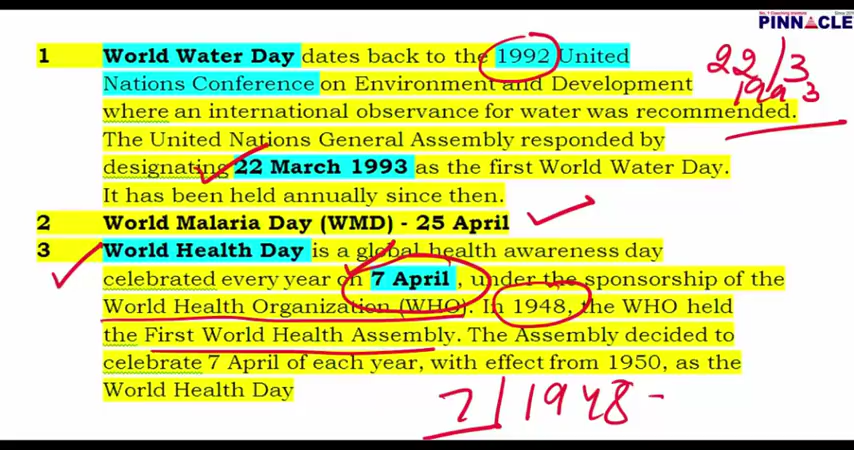 No. 1 Coaching Institute
PINNACLE
1 World Water Day dates back to the 1992 United
Nations Conference on Environment and Development
where an international observance for water was recommended.
The United Nations General Assembly responded by
designating 22 March 1993 as the first World Water Day.
It has been held annually since then.
22/3
1993
2 World Malaria Day (WMD) - 25 April
3 World Health Day is a global health awareness day
celebrated every year on 7 April, under the sponsorship of the
World Health Organization (WHO). In 1948, the WHO held
the First World Health Assembly. The Assembly decided to
celebrate 7 April of each year, with effect from 1950, as the
World Health Day
7/1948 -